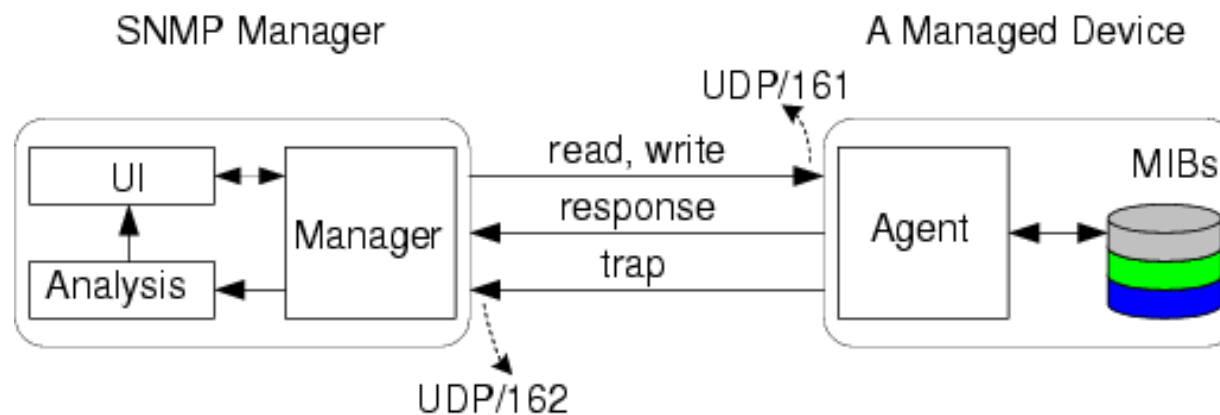 SNMP Manager
A Managed Device
UDP/161
read, write
UI
MIBs
response
Manager
Agent
trap
Analysis
UDP/162